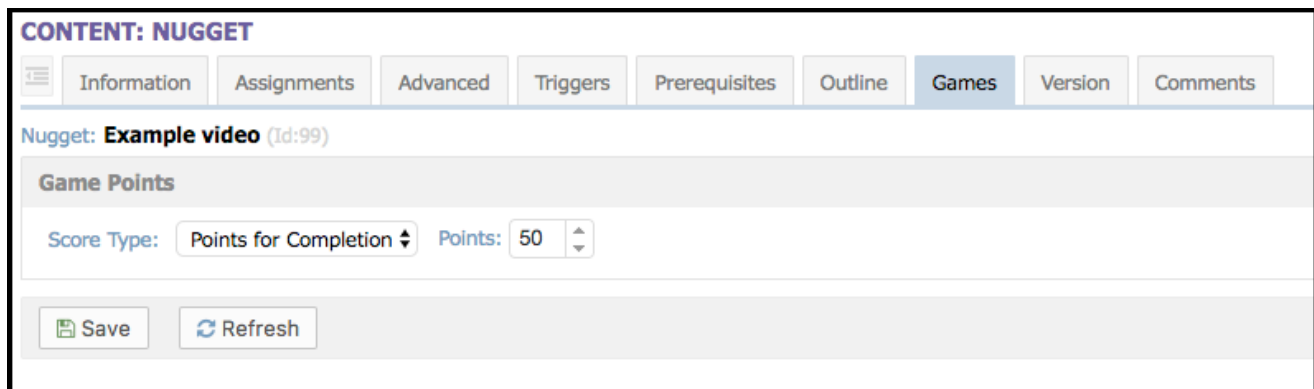 CONTENT: NUGGET
Information Assignments Advanced Triggers Prerequisites Outline Games Version Comments
Nugget: Example video (Id:99)
Game Points
Score Type: Points for Completion Points: 50
Save Refresh